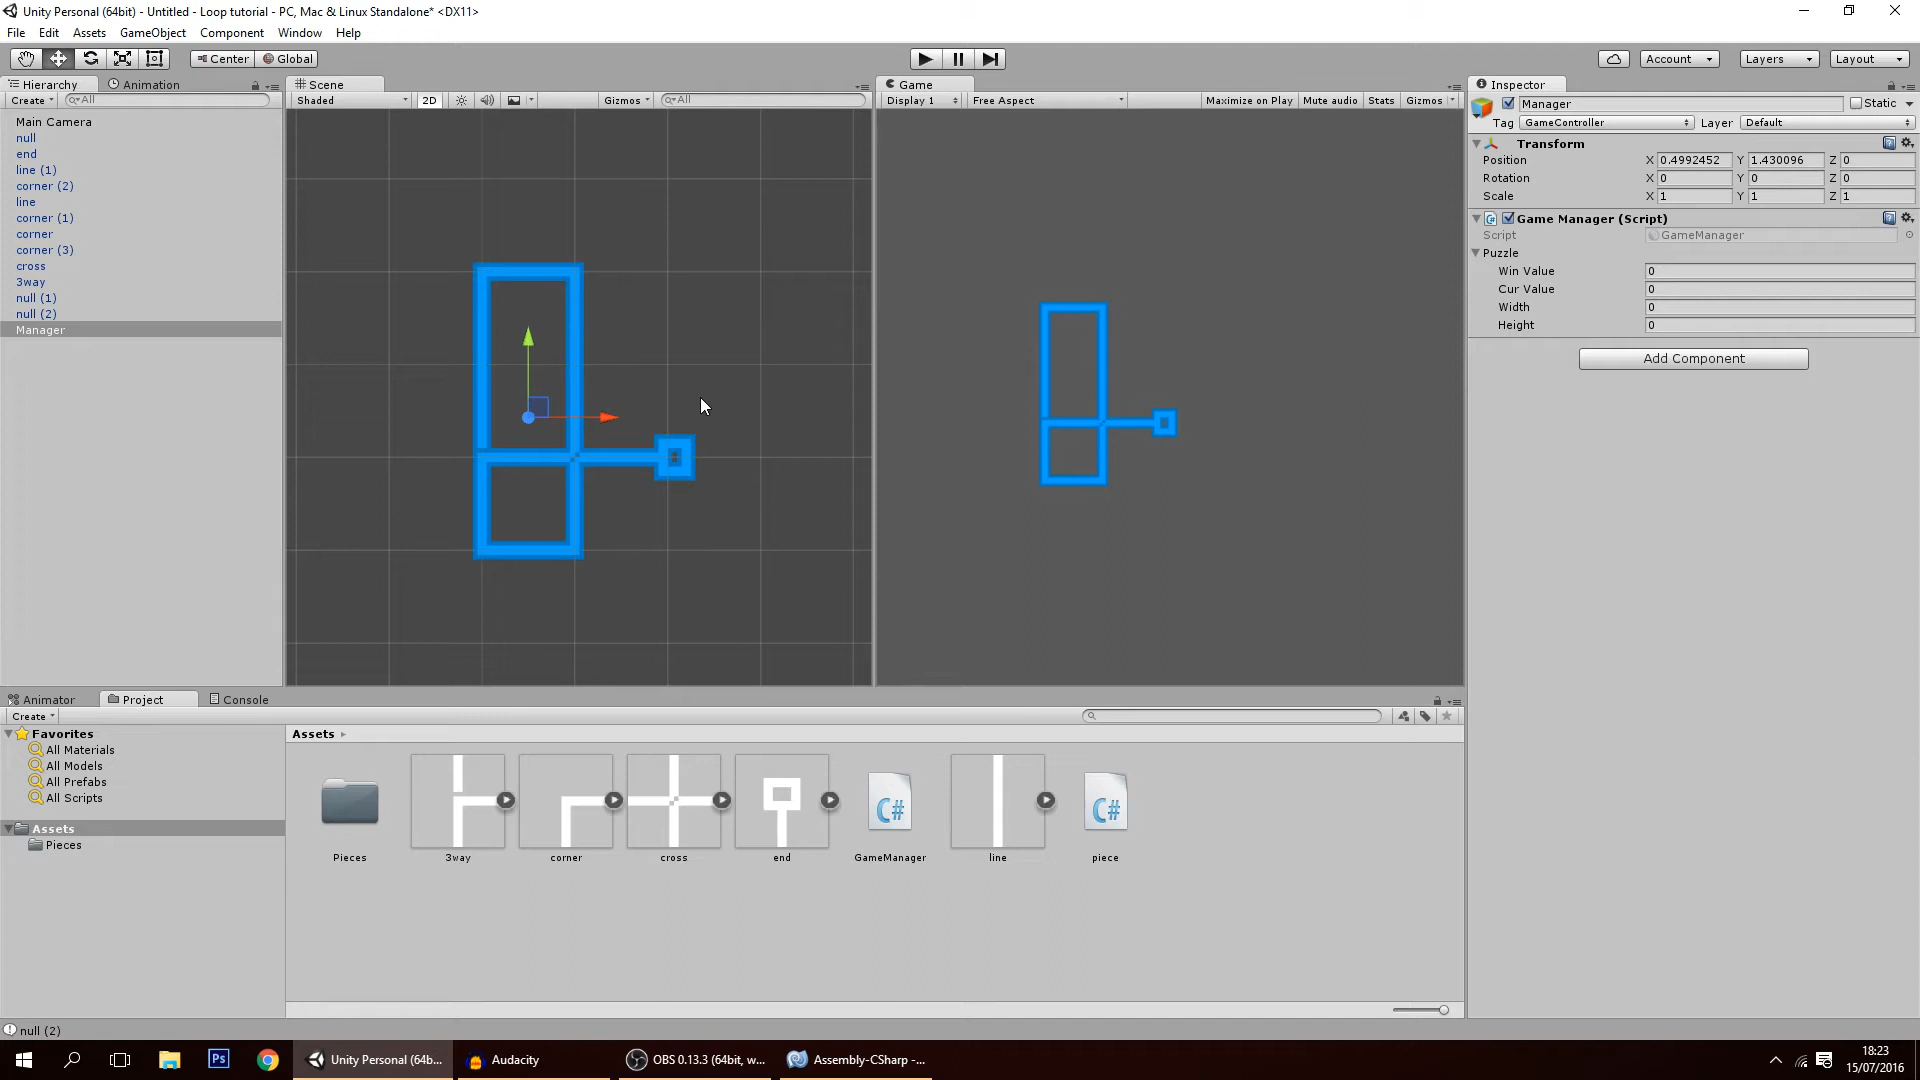 Unity Personal (64bit) - Untitled - Loop tutorial - PC, Mac & Linux Standalone* <DX11>
File Edit Assets GameObject Component Window Help
Center Global Account Layers Layout
Hierarchy Animation Scene Game Inspector
Create All Shaded 2D Gizmos All Display 1 Free Aspect Maximize on Play Mute audio Stats Gizmos
Manager Static
Tag GameController Layer Default
Main Camera
null
end
line (1)
corner (2)
line
corner (1)
corner
corner (3)
cross
3way
null (1)
null (2)
Manager
Transform
Position X 0.4992452 Y 1.430096 Z 0
Rotation X 0 Y 0 Z 0
Scale X 1 Y 1 Z 1
Game Manager (Script)
Script GameManager
Puzzle
Win Value 0
Cur Value 0
Width 0
Height 0
Add Component
Animator Project Console
Create
Favorites
All Materials
All Models
All Prefabs
All Scripts
Assets
Pieces
Assets
C# C#
Pieces 3way corner cross end GameManager line piece
null (2)
Ps Unity Personal (64b... Audacity OBS 0.13.3 (64bit, w... Assembly-CSharp -...
18:23
15/07/2016